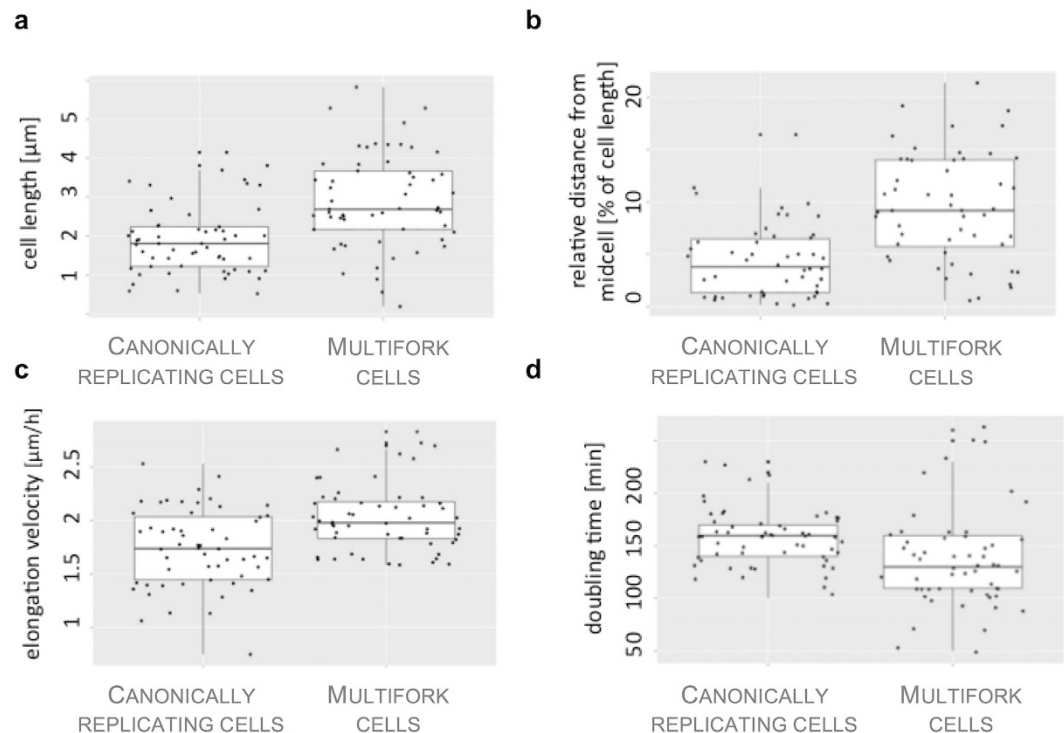 a
cell length [µm]
5
4
3
2
1
CANONICALLY
REPLICATING CELLS
MULTIFORK
CELLS
b
relative distance from
midcell [% of cell length]
20
10
0
CANONICALLY
REPLICATING CELLS
MULTIFORK
CELLS
c
elongation velocity [µm/h]
2.5
2
1.5
1
CANONICALLY
REPLICATING CELLS
MULTIFORK
CELLS
d
doubling time [min]
200
150
100
50
CANONICALLY
REPLICATING CELLS
MULTIFORK
CELLS